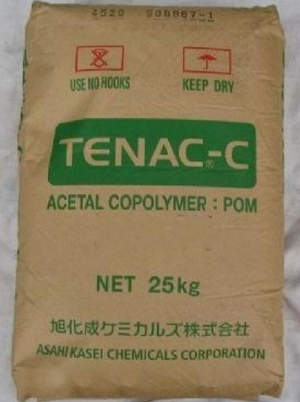 4520
USE NO HOOKS KEEP DRY
TENAC-C
ACETAL COPOLYMER : POM
NET 25kg
旭化成ケミカルズ株式会社
ASAHI KASEI CHEMICALS CORPORATION